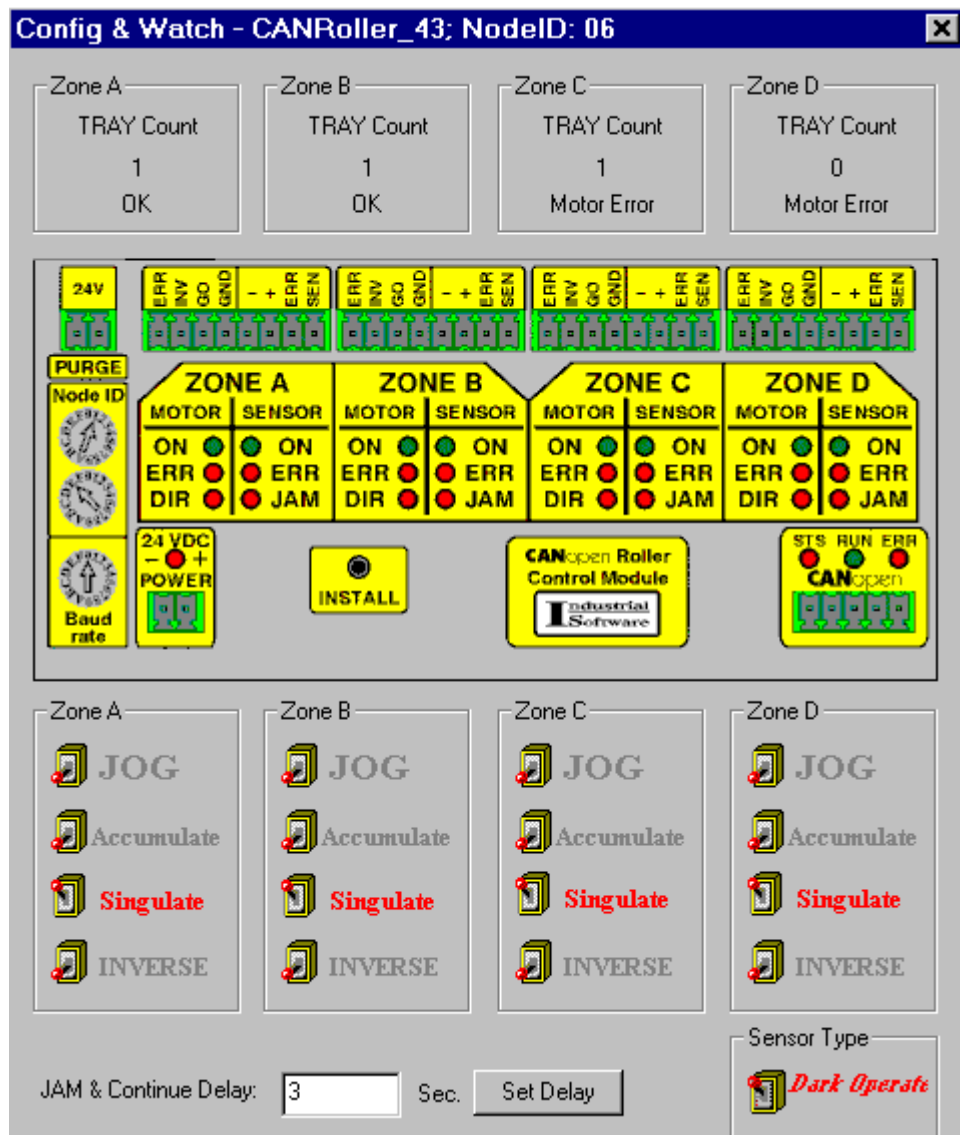 Config & Watch - CANRoller_43; NodeID: 06
Zone A
TRAY Count
1
OK
Zone B
TRAY Count
1
OK
Zone C
TRAY Count
1
Motor Error
Zone D
TRAY Count
0
Motor Error
24V
ERR INV GO GND - + ERR SEN
ERR INV GO GND - + ERR SEN
ERR INV GO GND - + ERR SEN
ERR INV GO GND - + ERR SEN
PURGE
Node ID
ZONE A
MOTOR SENSOR
ON ON
ERR ERR
DIR JAM
ZONE B
MOTOR SENSOR
ON ON
ERR ERR
DIR JAM
ZONE C
MOTOR SENSOR
ON ON
ERR ERR
DIR JAM
ZONE D
MOTOR SENSOR
ON ON
ERR ERR
DIR JAM
Baud
rate
24 VDC
- +
POWER
INSTALL
CANopen Roller
Control Module
Industrial
Software
STS RUN ERR
CANopen
Zone A
JOG
Accumulate
Singulate
INVERSE
Zone B
JOG
Accumulate
Singulate
INVERSE
Zone C
JOG
Accumulate
Singulate
INVERSE
Zone D
JOG
Accumulate
Singulate
INVERSE
JAM & Continue Delay: 3 Sec. Set Delay
Sensor Type
Dark Operate